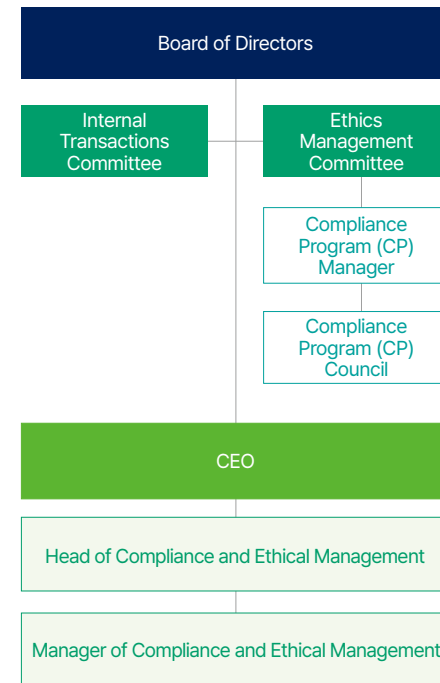 Board of Directors
Internal
Transactions
Committee
Ethics
Management
Committee
Compliance
Program (CP)
Manager
Compliance
Program (CP)
Council
CEO
Head of Compliance and Ethical Management
Manager of Compliance and Ethical Management